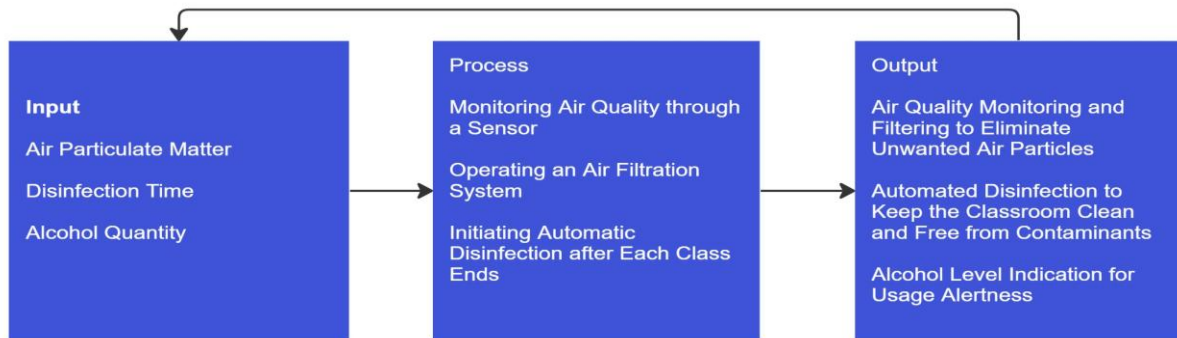 Input
Air Particulate Matter
Disinfection Time
Alcohol Quantity
Process
Monitoring Air Quality through
a Sensor
Operating an Air Filtration
System
Initiating Automatic
Disinfection after Each Class
Ends
Output
Air Quality Monitoring and
Filtering to Eliminate
Unwanted Air Particles
Automated Disinfection to
Keep the Classroom Clean
and Free from Contaminants
Alcohol Level Indication for
Usage Alertness